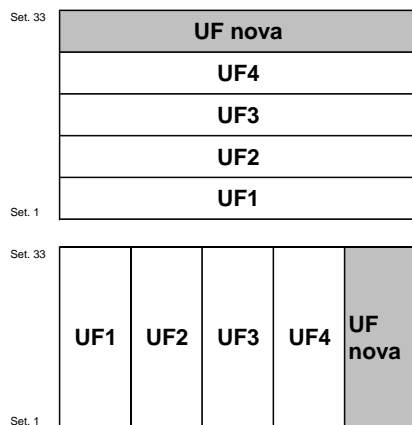 Set. 33
UF nova
UF4
UF3
UF2
UF1
Set. 1
Set. 33
UF1 UF2 UF3 UF4 UF
nova
Set. 1